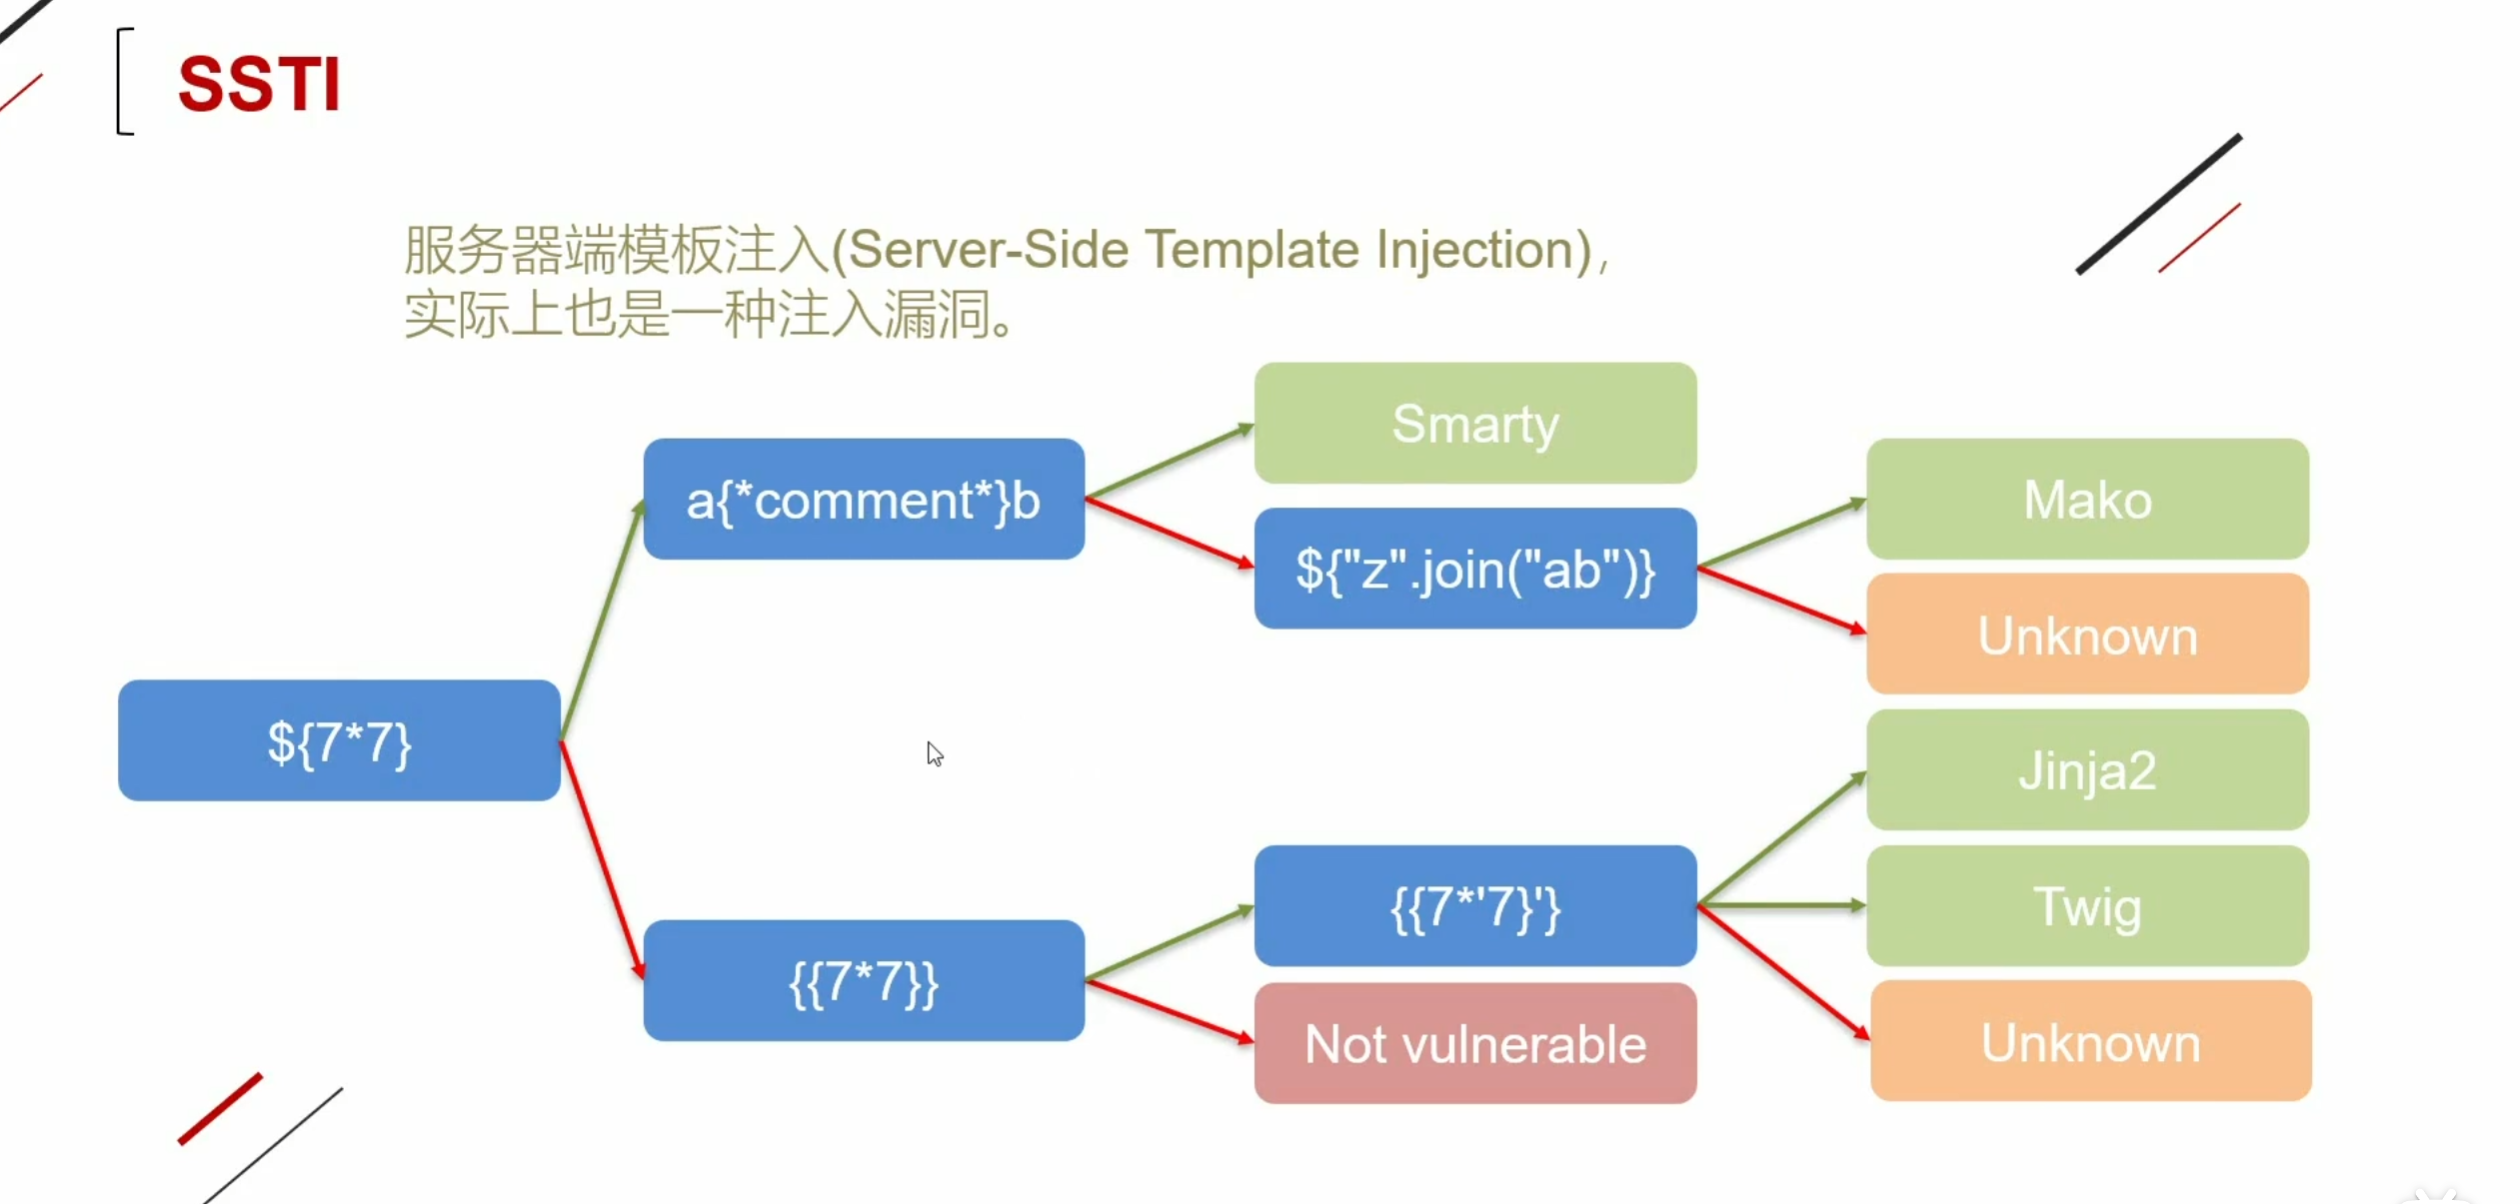 SSTI
服务器端模板注入(Server-Side Template Injection),
实际上也是一种注入漏洞。
Smarty
a{*comment*}b
Mako
${"z".join("ab")}
Unknown
${7*7}
Jinja2
{{7*'7}'}
Twig
{{7*7}}
Not vulnerable
Unknown